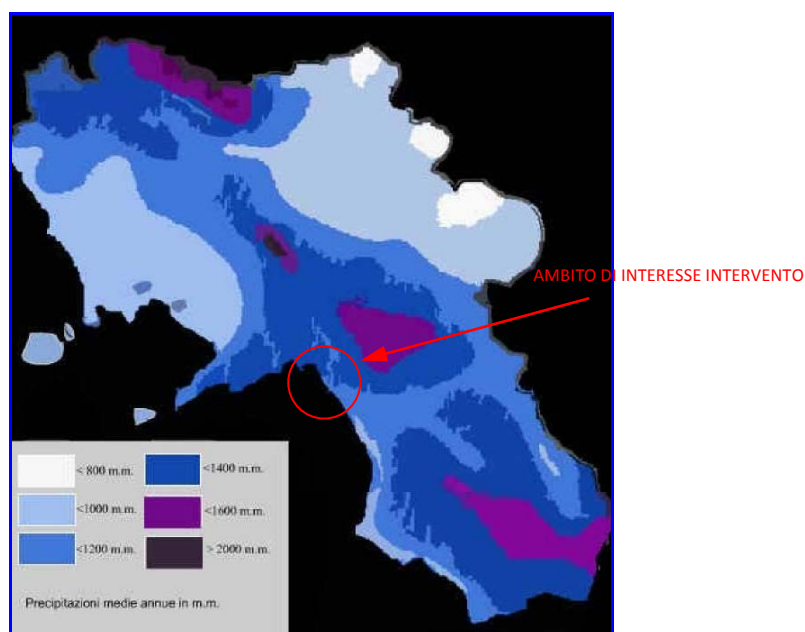 AMBITO DI INTERESSE INTERVENTO
< 800 m.m.
<1400 m.m.
<1000 m.m.
<1600 m.m.
<1200 m.m.
> 2000 m.m.
Precipitazioni medie annue in m.m.